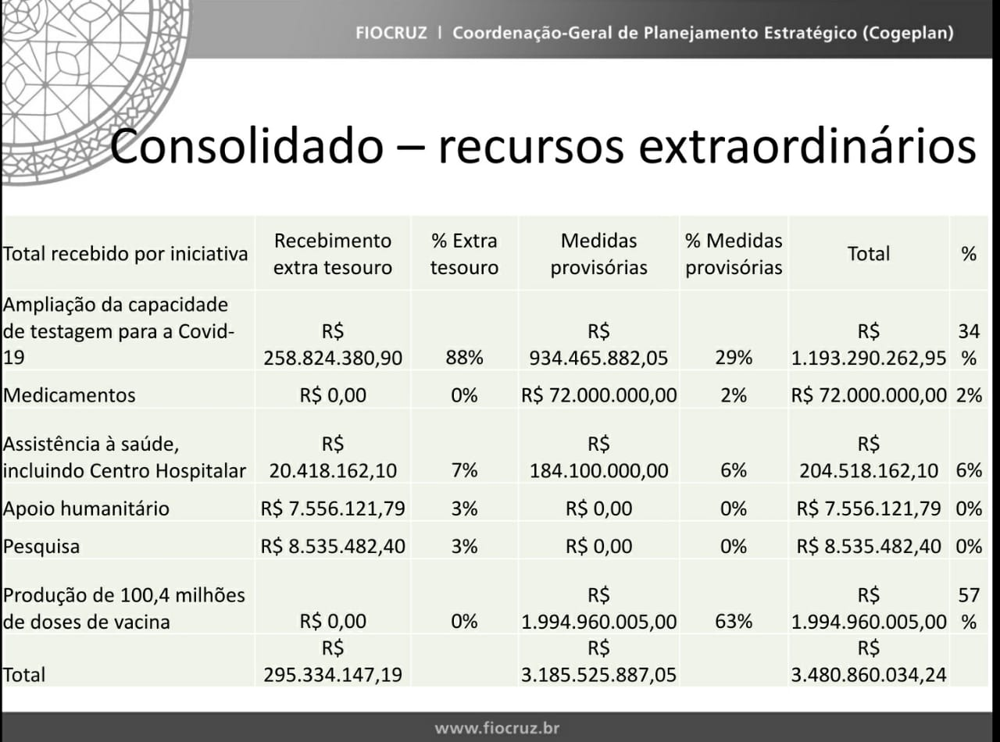 FIOCRUZ | Coordenação-Geral de Planejamento Estratégico (Cogeplan)
Consolidado – recursos extraordinários
Total recebido por iniciativa
Recebimento
extra tesouro
% Extra
tesouro
Medidas
provisórias
% Medidas
provisórias
Total
%
Ampliação da capacidade
de testagem para a Covid-
19
R$
258.824.380,90
88%
R$
934.465.882,05
29%
R$
1.193.290.262,95
34
%
Medicamentos
R$ 0,00
0%
R$ 72.000.000,00
2%
R$ 72.000.000,00
2%
Assistência à saúde,
incluindo Centro Hospitalar
R$
20.418.162,10
7%
R$
184.100.000,00
6%
R$
204.518.162,10
6%
Apoio humanitário
R$ 7.556.121,79
3%
R$ 0,00
0%
R$ 7.556.121,79
0%
Pesquisa
R$ 8.535.482,40
3%
R$ 0,00
0%
R$ 8.535.482,40
0%
Produção de 100,4 milhões
de doses de vacina
R$ 0,00
0%
R$
1.994.960.005,00
63%
R$
1.994.960.005,00
57
%
Total
R$
295.334.147,19
R$
3.185.525.887,05
R$
3.480.860.034,24
www.fiocruz.br